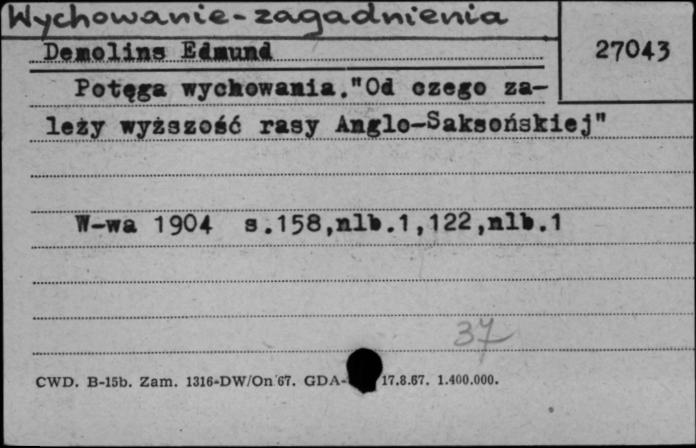 Wychowanie-zagadnienia
Demolins Edmund
27043
Potęga wychowania."Od czego za-
leży wyższość rasy Anglo-Saksońskiej"
W-wa 1904 s.158,nlb.1,122,nlb.1
37
CWD. B-15b. Zam. 1316-DW/On 67. GDA- 17.8.67. 1.400.000.